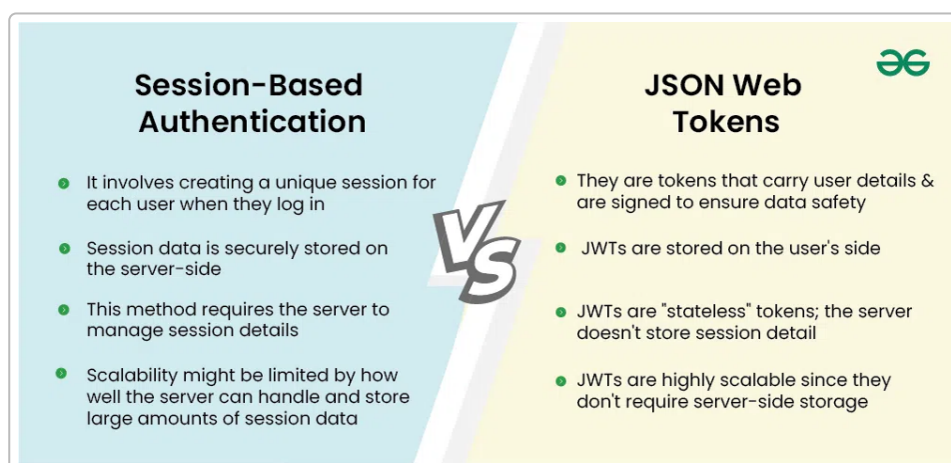 Session-Based
Authentication
It involves creating a unique session for
each user when they log in
Session data is securely stored on
the server-side
This method requires the server to
manage session details
Scalability might be limited by how
well the server can handle and store
large amounts of session data
VS
JSON Web
Tokens
They are tokens that carry user details &
are signed to ensure data safety
JWTs are stored on the user's side
JWTs are "stateless" tokens; the server
doesn't store session detail
JWTs are highly scalable since they
don't require server-side storage